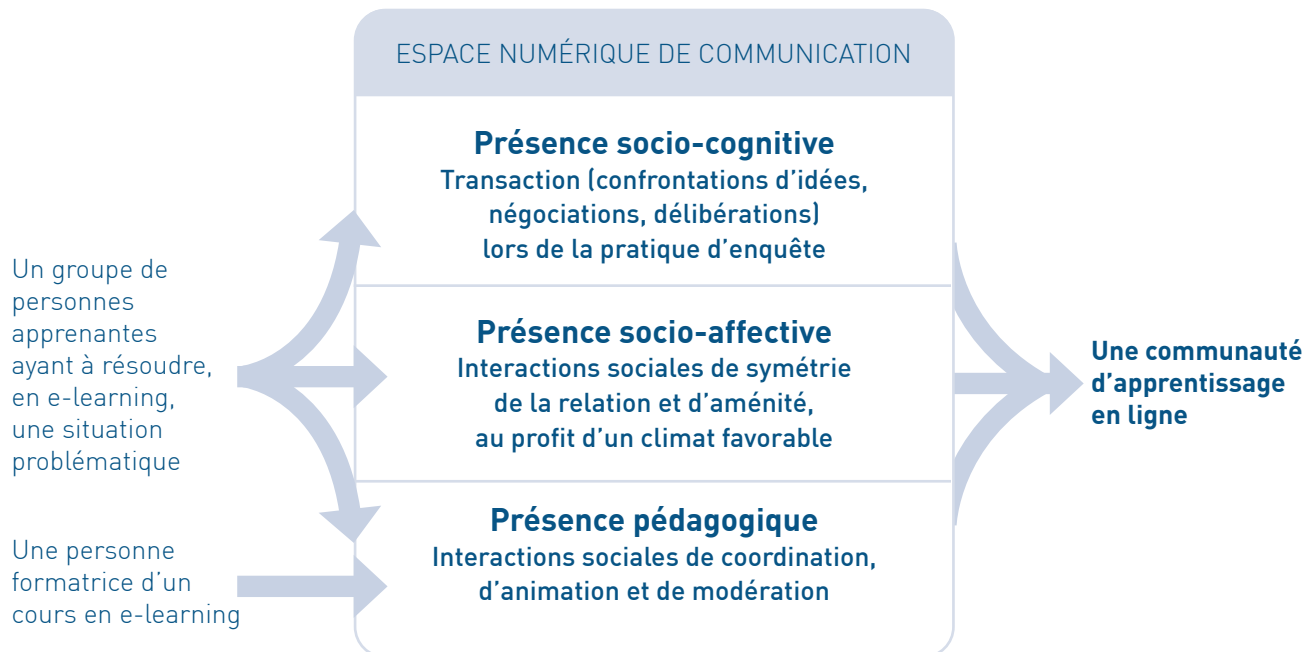 ESPACE NUMÉRIQUE DE COMMUNICATION
Présence socio-cognitive
Transaction (confrontations d’idées,
négociations, délibérations)
lors de la pratique d’enquête
Un groupe de
personnes
apprenantes
ayant à résoudre,
en e-learning,
une situation
problématique
Présence socio-affective
Interactions sociales de symétrie
de la relation et d’aménité,
au profit d’un climat favorable
Une communauté
d’apprentissage
en ligne
Une personne
formatrice d’un
cours en e-learning
Présence pédagogique
Interactions sociales de coordination,
d’animation et de modération